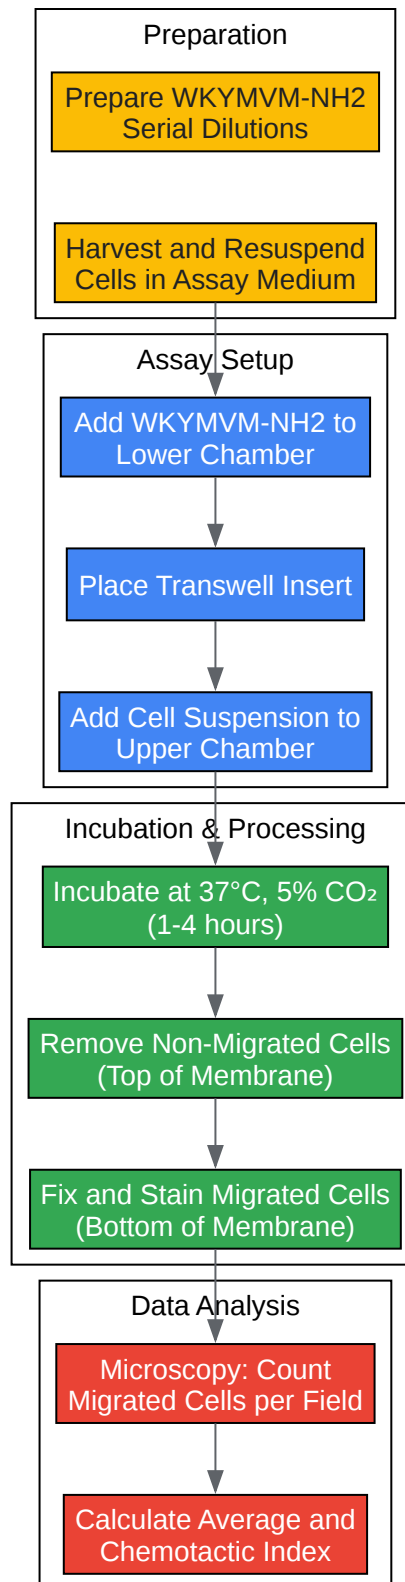 Preparation
Prepare WKYMVM-NH2
Serial Dilutions
Harvest and Resuspend
Cells in Assay Medium
Assay Setup
Add WKYMVM-NH2 to
Lower Chamber
Place Transwell Insert
Add Cell Suspension to
Upper Chamber
Incubation & Processing
Incubate at 37°C, 5% CO₂
(1-4 hours)
Remove Non-Migrated Cells
(Top of Membrane)
Fix and Stain Migrated Cells
(Bottom of Membrane)
Data Analysis
Microscopy: Count
Migrated Cells per Field
Calculate Average and
Chemotactic Index